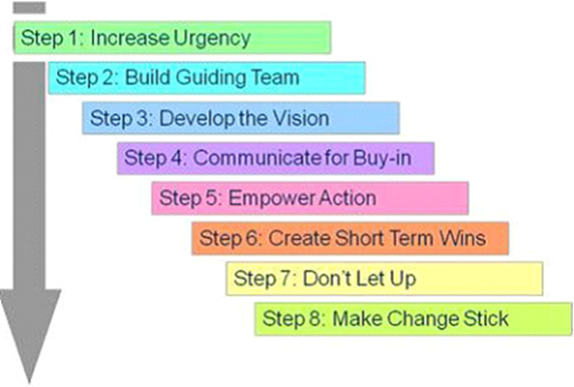 Step 1: Increase Urgency
Step 2: Build Guiding Team
Step 3: Develop the Vision
Step 4: Communicate for Buy-in
Step 5: Empower Action
Step 6: Create Short Term Wins
Step 7: Don't Let Up
Step 8: Make Change Stick